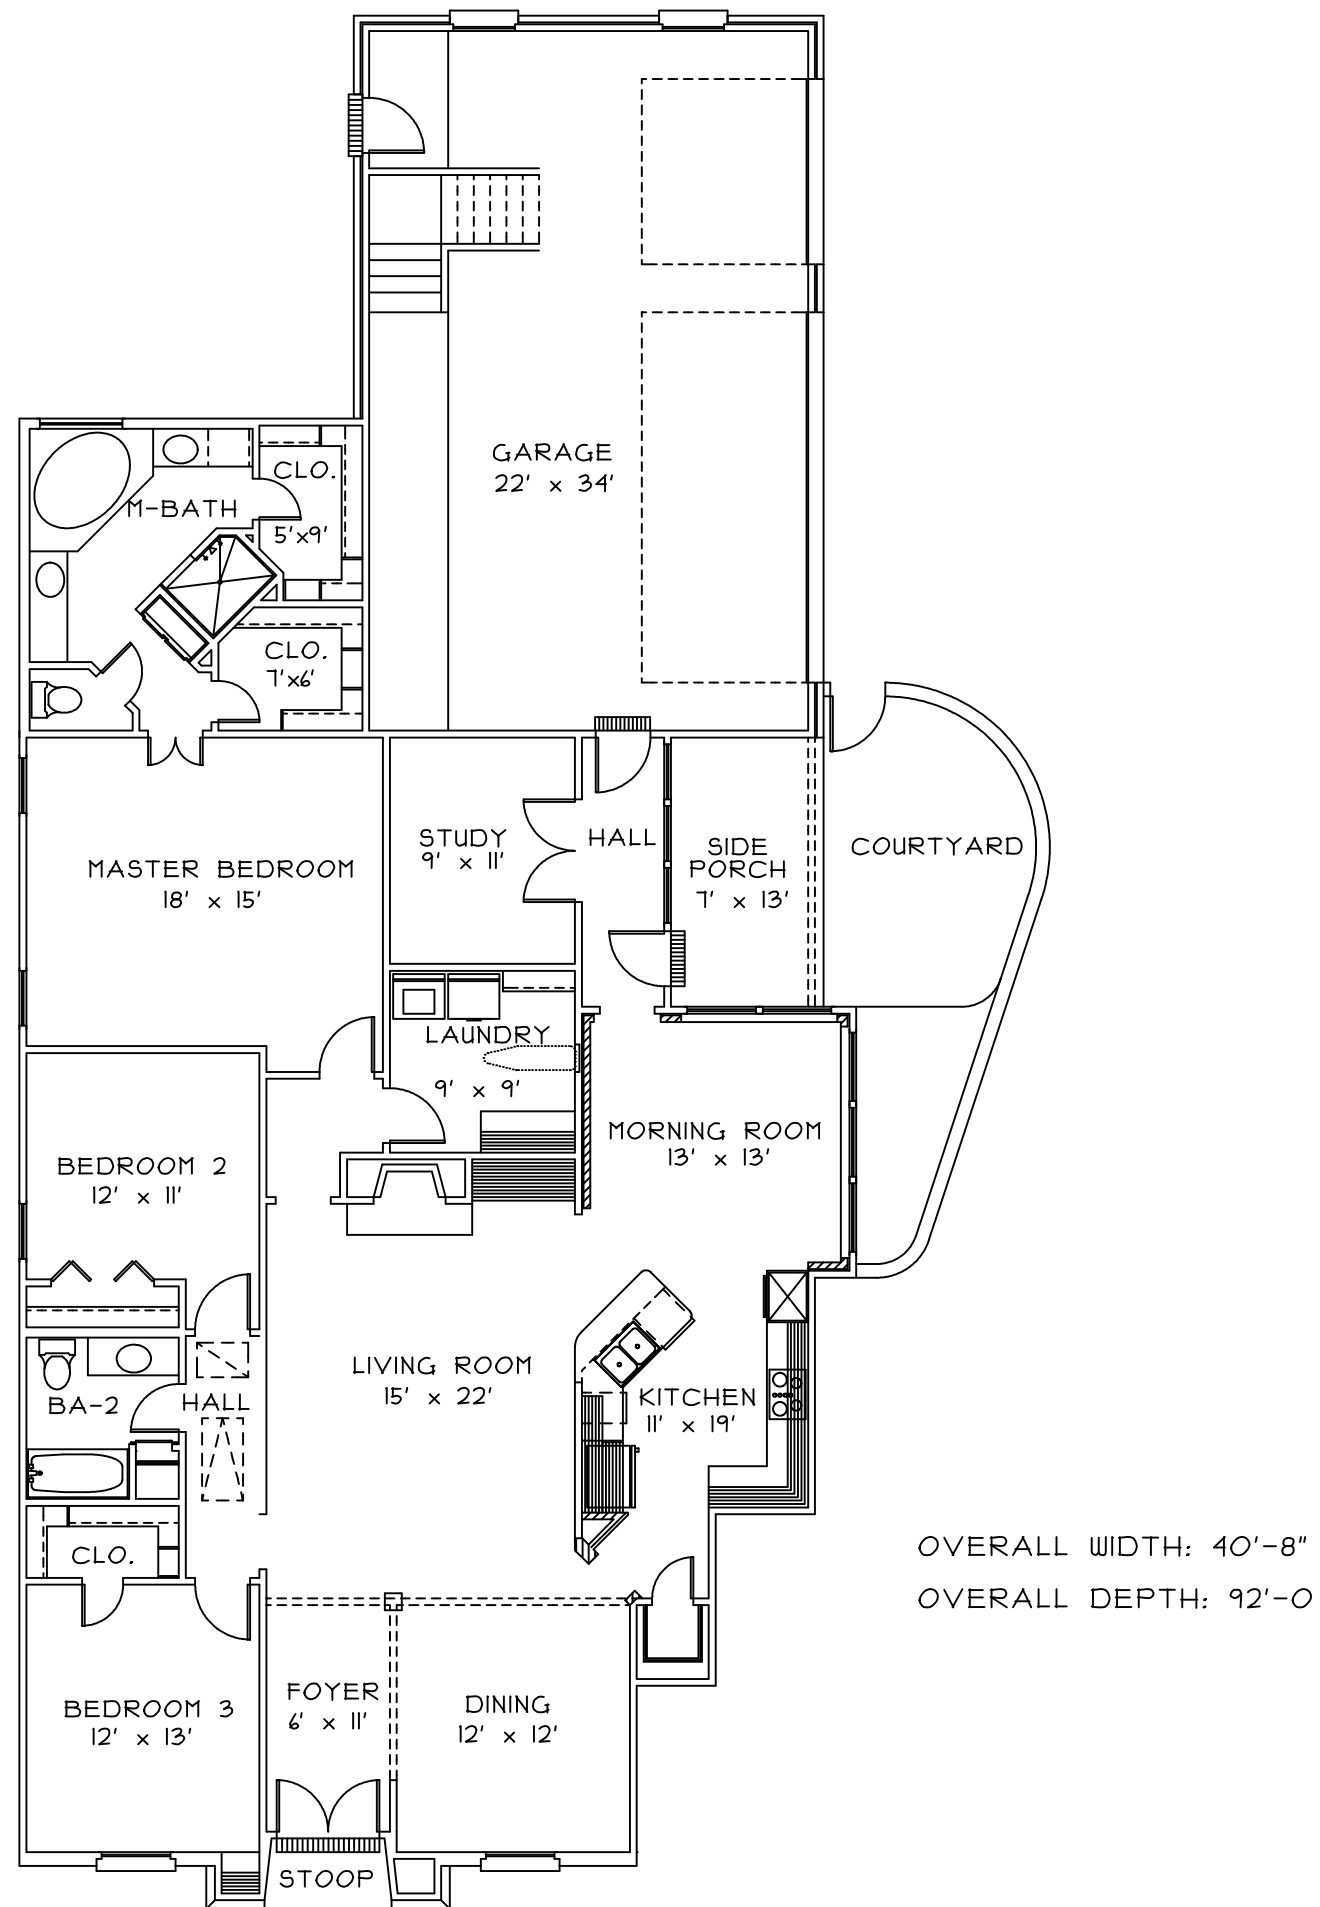 GARAGE
22' x 34'
CLO.
M-BATH
5'x9'
CLO.
7'x6'
STUDY
9' x 11'
HALL
SIDE
PORCH
7' x 13'
COURTYARD
MASTER BEDROOM
18' x 15'
LAUNDRY
9' x 9'
MORNING ROOM
13' x 13'
BEDROOM 2
12' x 11'
LIVING ROOM
15' x 22'
KITCHEN
11' x 19'
BA-2
HALL
CLO.
OVERALL WIDTH: 40'-8"
OVERALL DEPTH: 92'-0
FOYER
6' x 11'
DINING
12' x 12'
BEDROOM 3
12' x 13'
STOOP